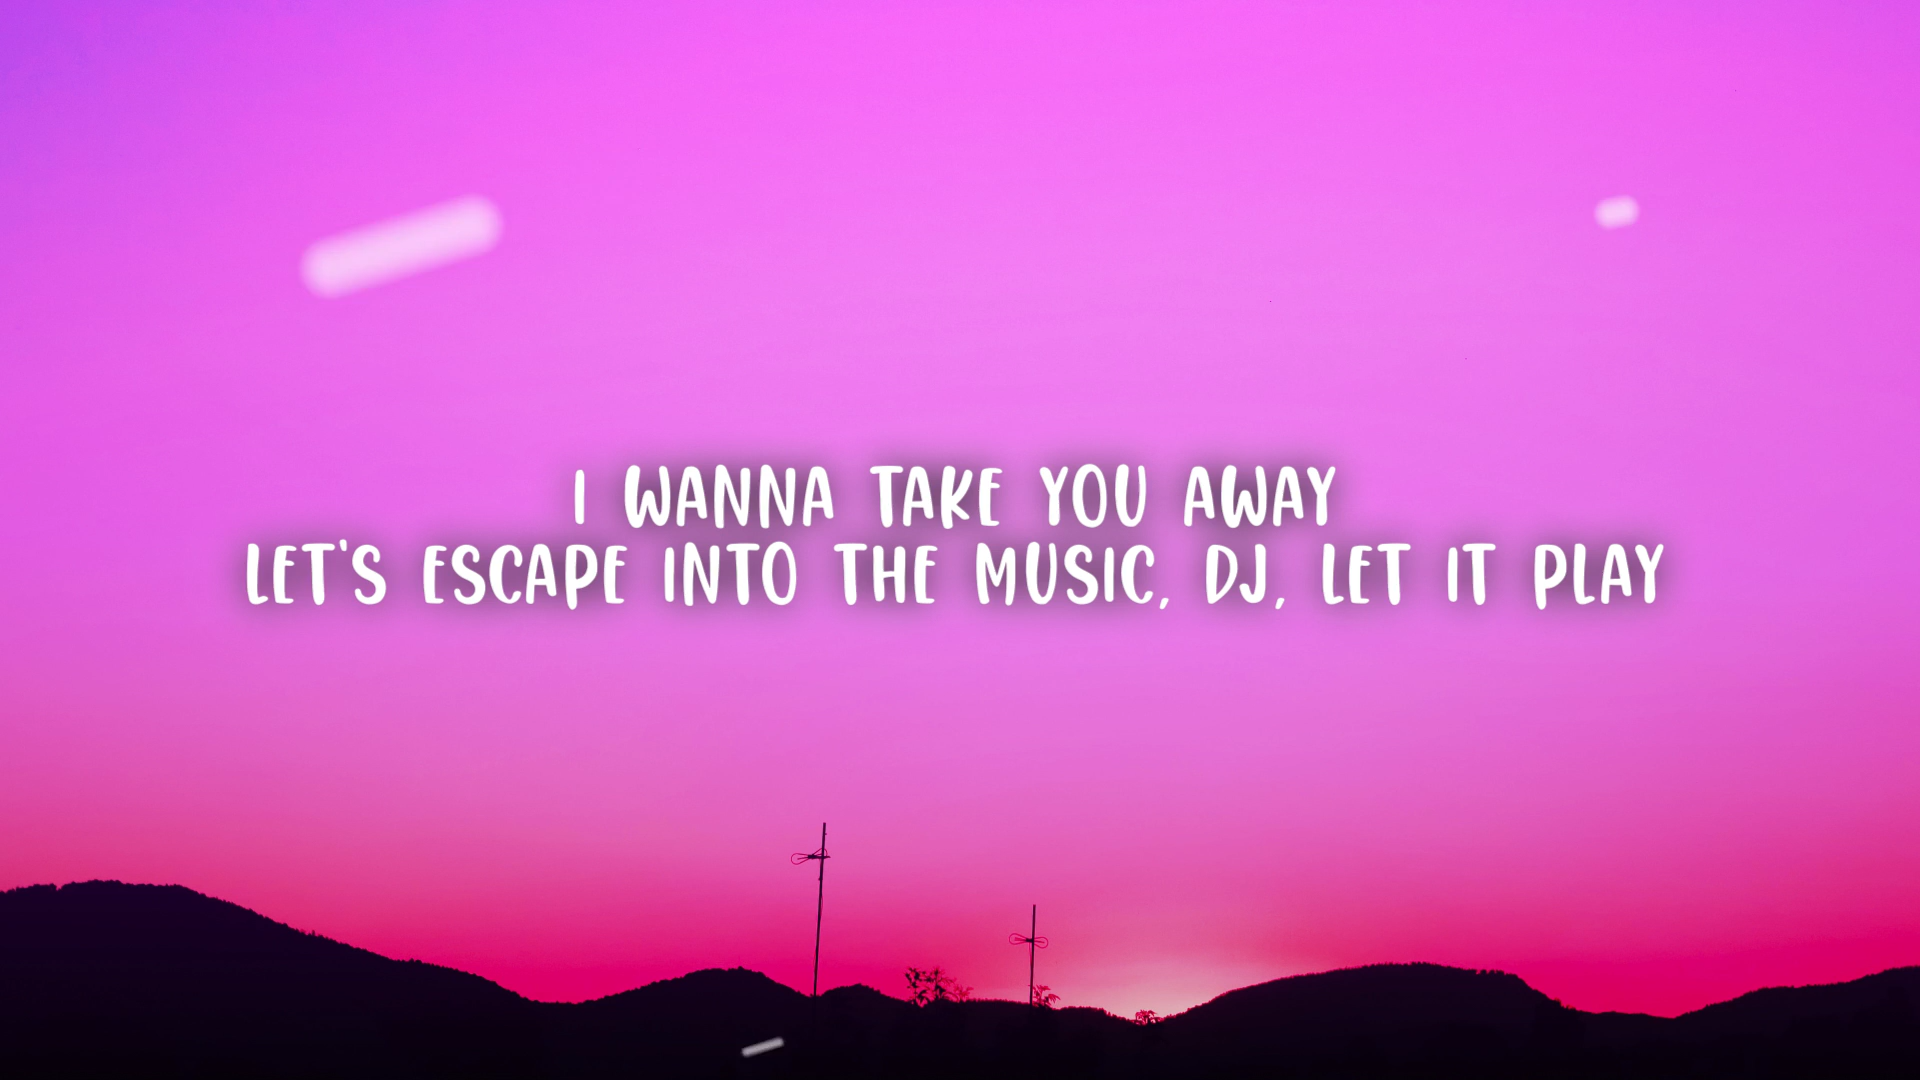 I WANNA TAKE YOU AWAY
LET'S ESCAPE INTO THE MUSIC, DJ, LET IT PLAY